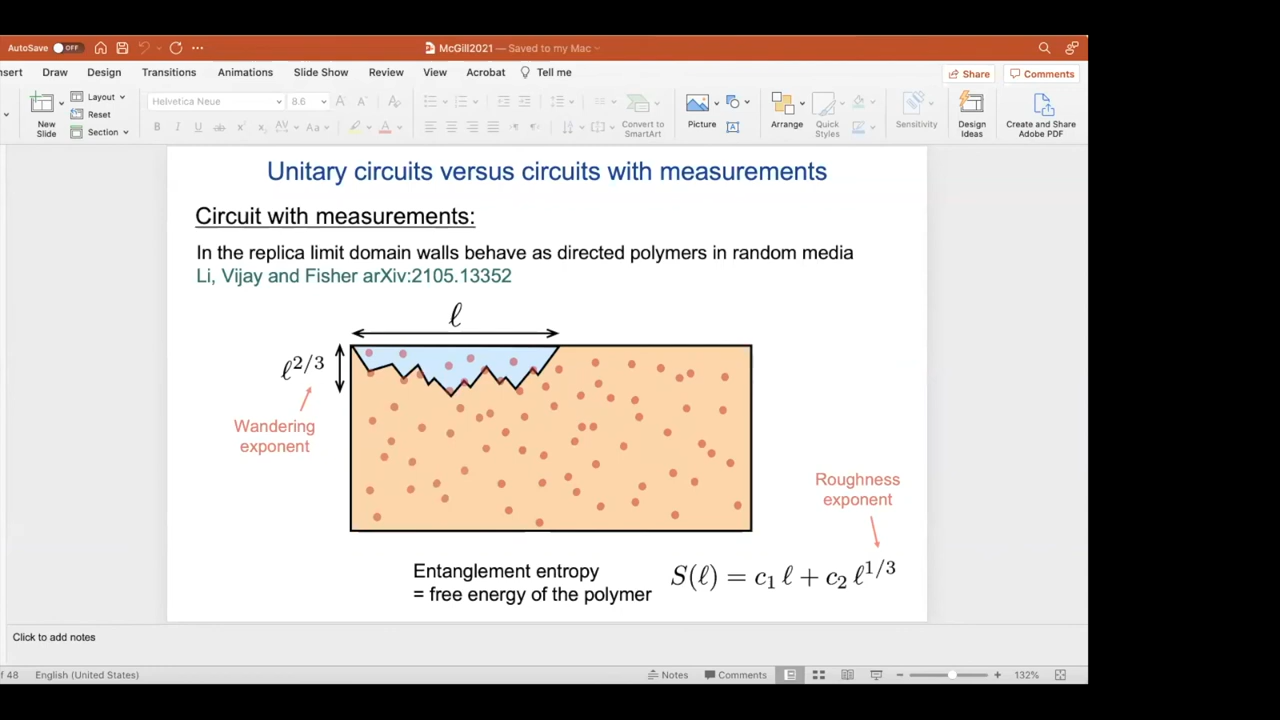 AutoSave OFF
McGill2021 — Saved to my Mac
nsert Draw Design Transitions Animations Slide Show Review View Acrobat Tell me
Share Comments
New Slide
Layout
Reset
Section
Helvetica Neue 8.6
Convert to SmartArt
Picture
Arrange
Quick Styles
Sensitivity
Design Ideas
Create and Share Adobe PDF
Unitary circuits versus circuits with measurements
Circuit with measurements:
In the replica limit domain walls behave as directed polymers in random media
Li, Vijay and Fisher arXiv:2105.13352
ℓ
ℓ^{2/3}
Wandering
exponent
Roughness
exponent
Entanglement entropy
= free energy of the polymer
S(ℓ) = c₁ ℓ + c₂ ℓ^{1/3}
Click to add notes
f 48 English (United States)
Notes Comments 132%